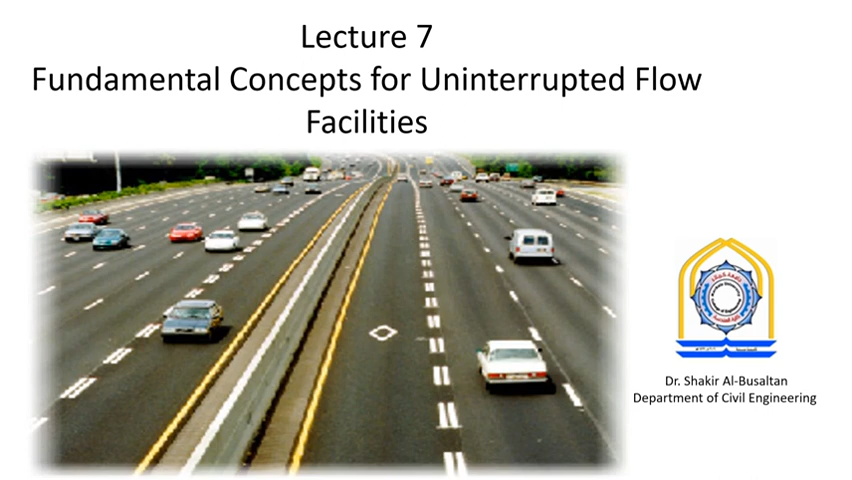 Lecture 7
Fundamental Concepts for Uninterrupted Flow
Facilities
Dr. Shakir Al-Busaltan
Department of Civil Engineering